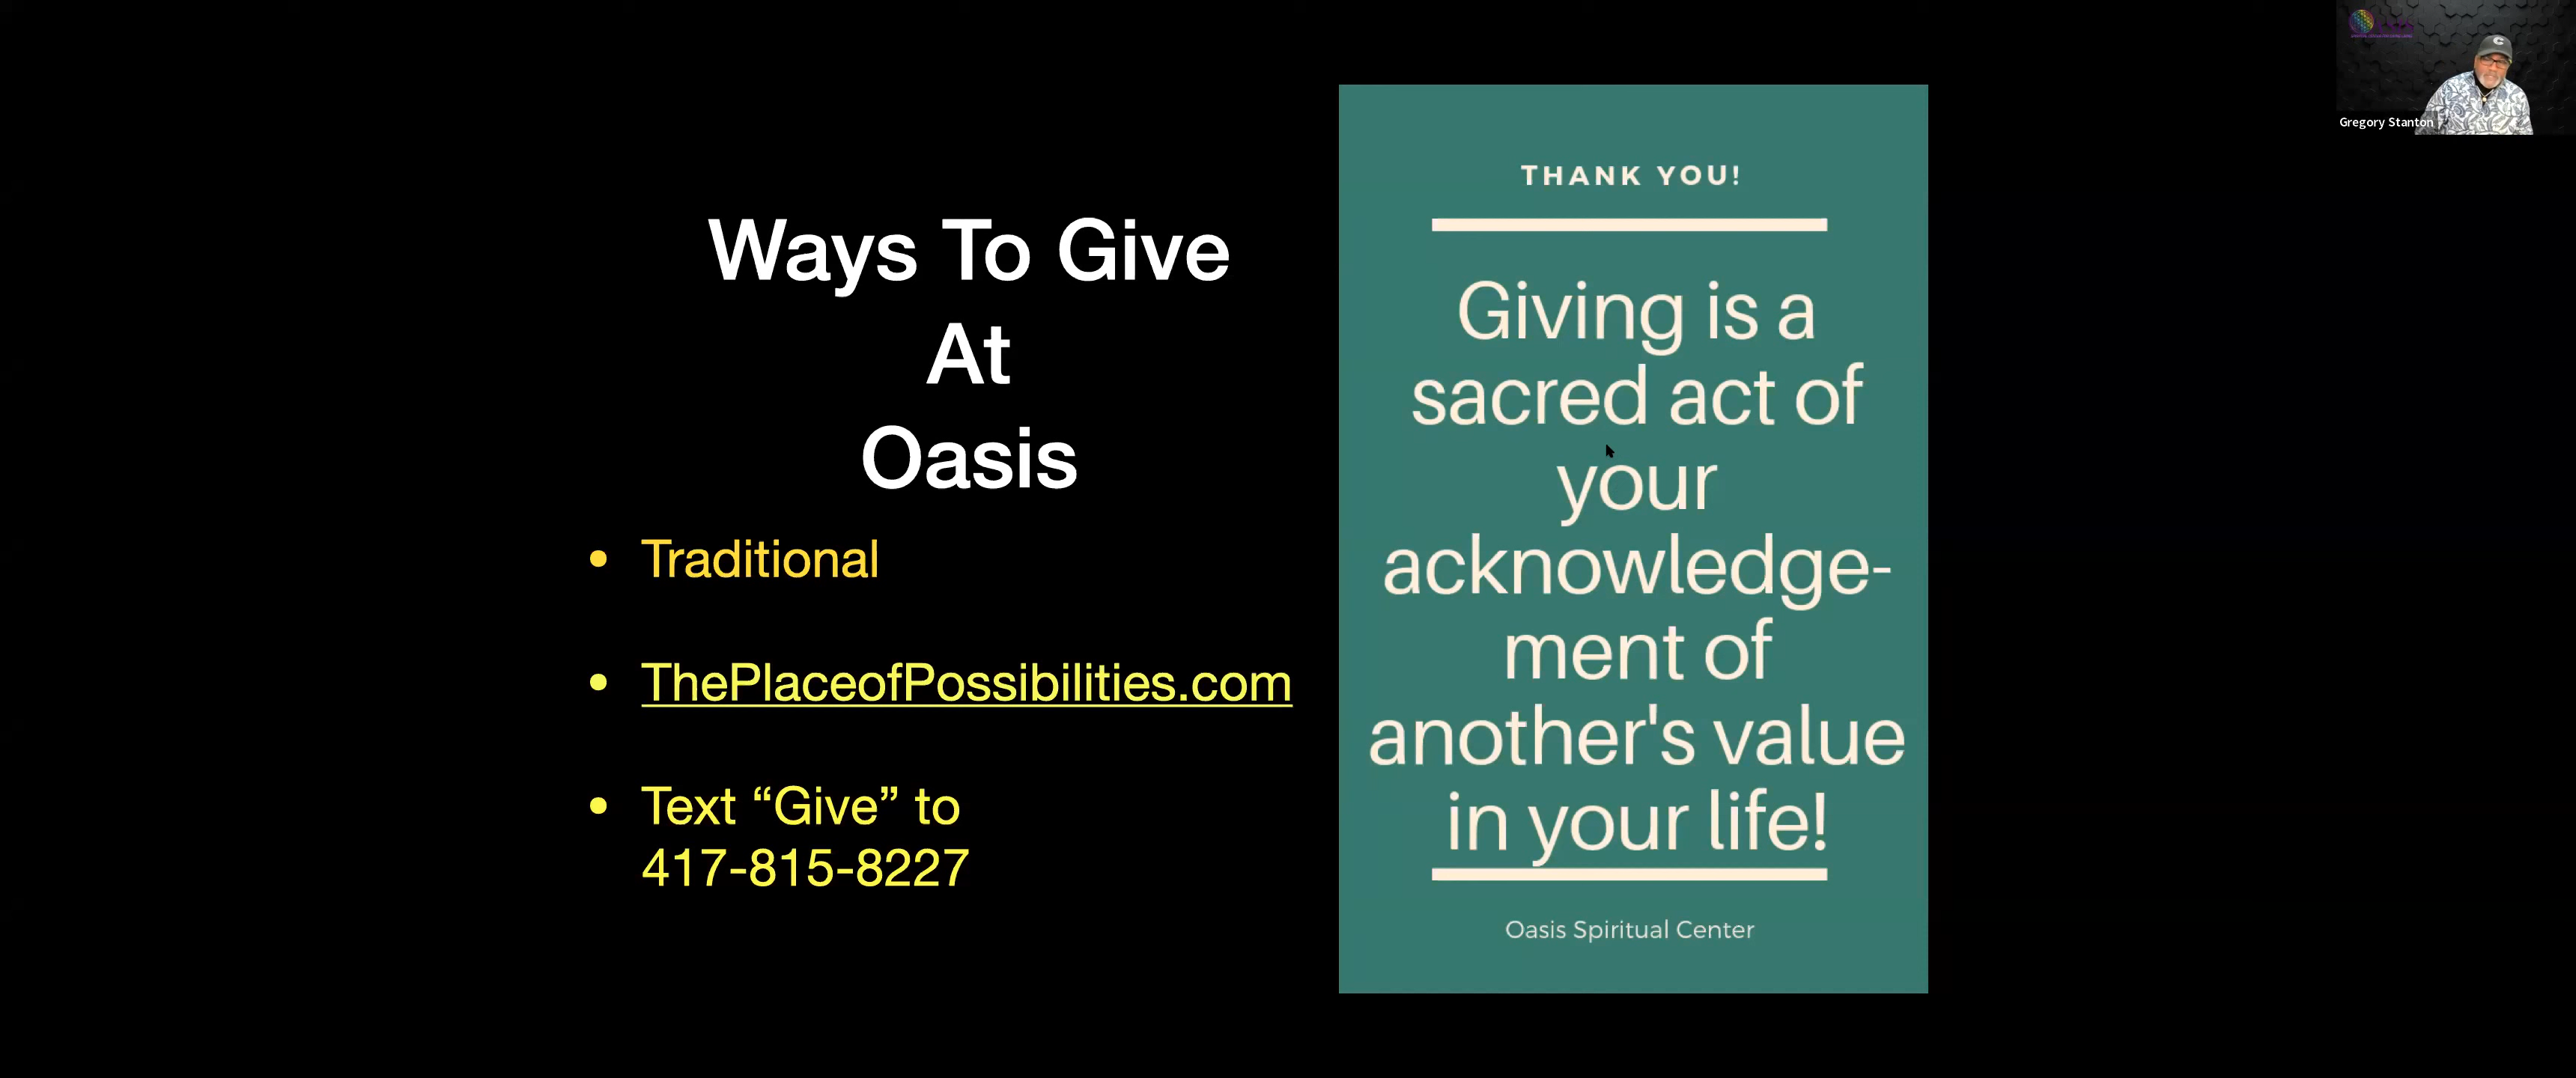 Ways To Give
At
Oasis
• Traditional
• ThePlaceofPossibilities.com
• Text “Give” to
417-815-8227
THANK YOU!
Giving is a
sacred act of
your
acknowledge-
ment of
another's value
in your life!
Oasis Spiritual Center
Gregory Stanton